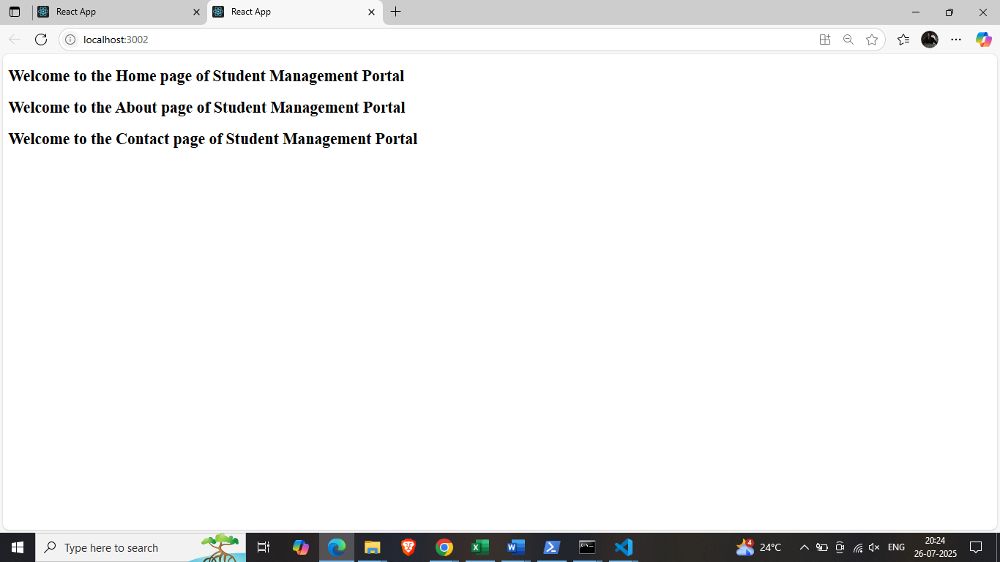 React App
React App
localhost:3002
Welcome to the Home page of Student Management Portal
Welcome to the About page of Student Management Portal
Welcome to the Contact page of Student Management Portal
Type here to search
4
24°C
ENG
20:24
26-07-2025